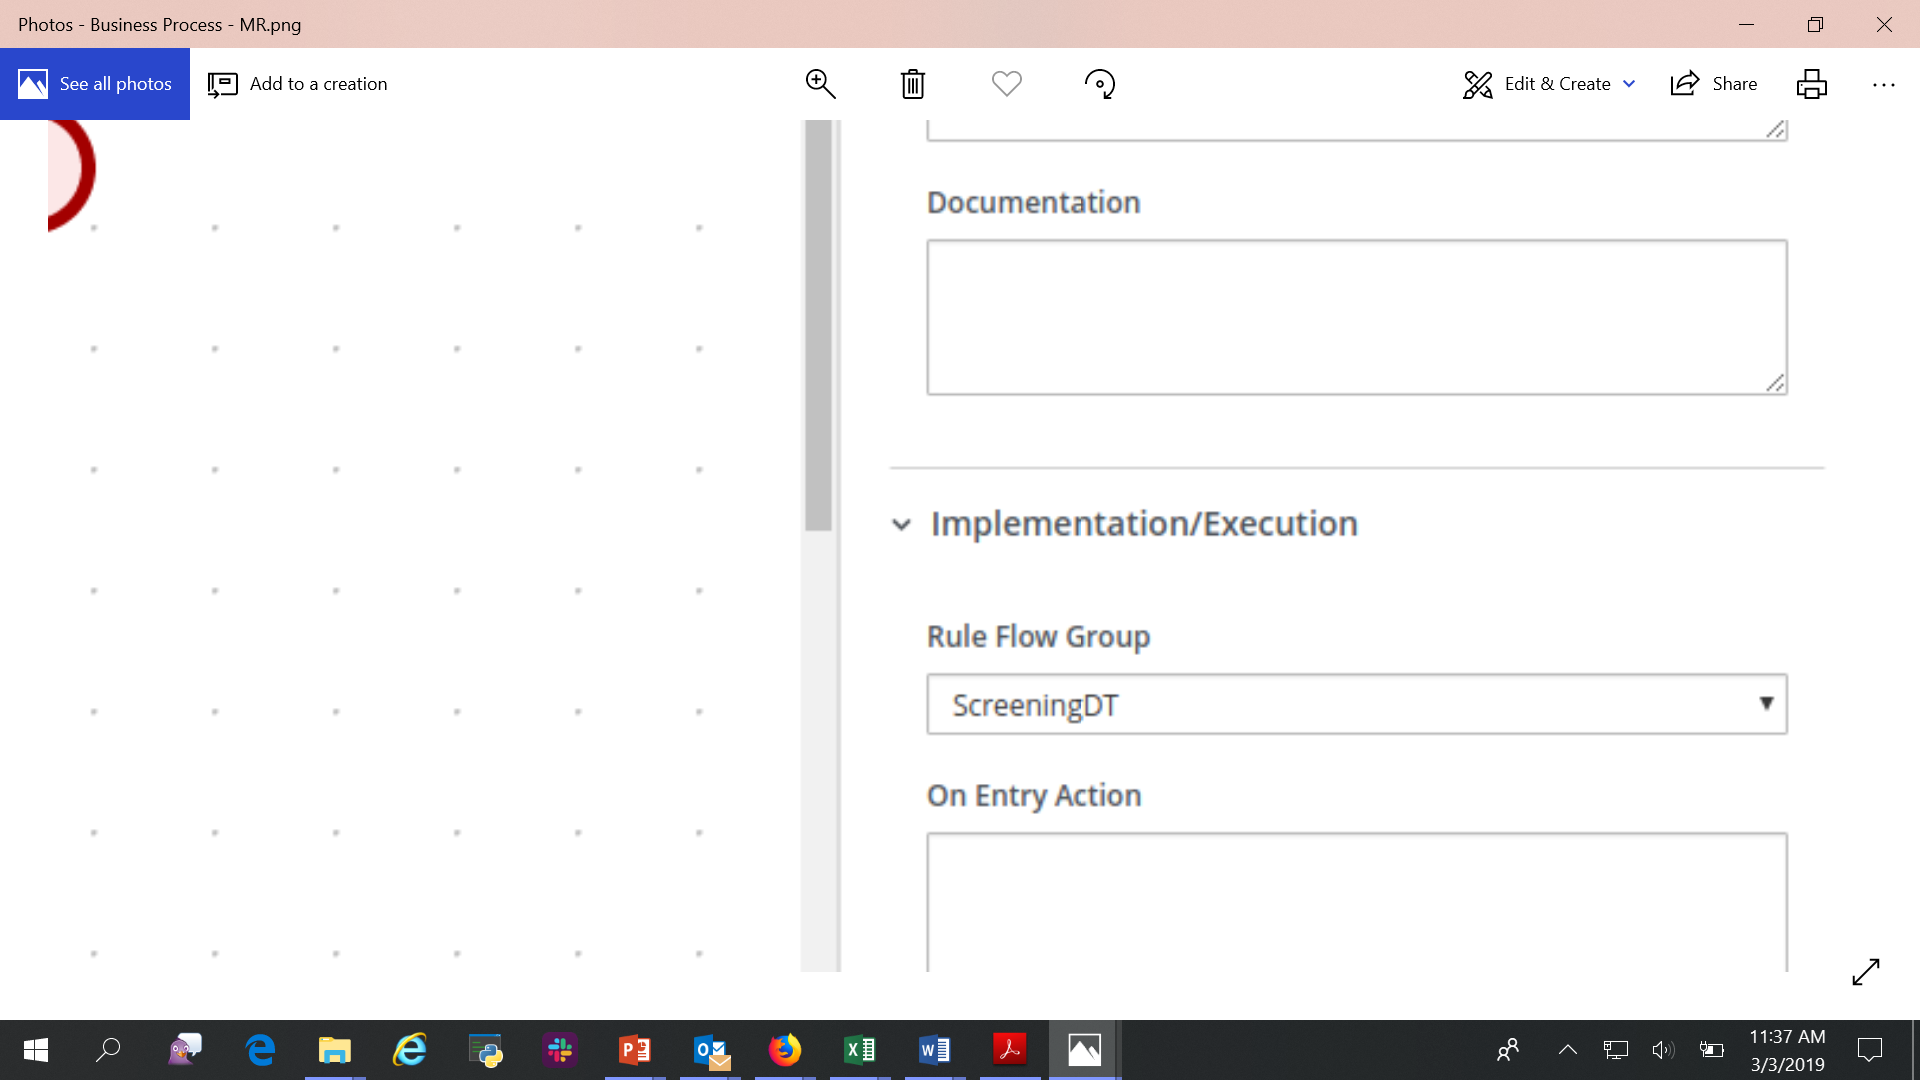 Photos - Business Process - MR.png
See all photos
Add to a creation
Edit & Create
Share
Documentation
Implementation/Execution
Rule Flow Group
ScreeningDT
On Entry Action
11:37 AM
3/3/2019